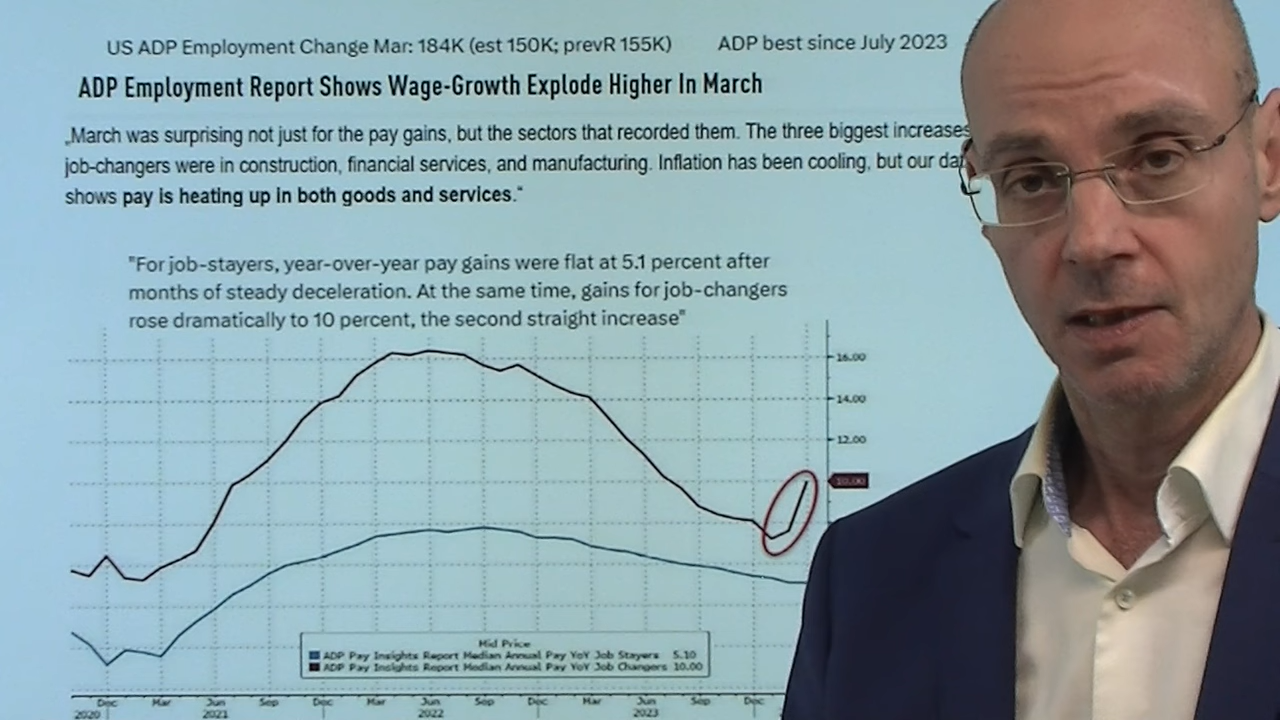 US ADP Employment Change Mar: 184K (est 150K; prevR 155K) ADP best since July 2023
ADP Employment Report Shows Wage-Growth Explode Higher In March
„March was surprising not just for the pay gains, but the sectors that recorded them. The three biggest increases
job-changers were in construction, financial services, and manufacturing. Inflation has been cooling, but our
shows pay is heating up in both goods and services."
"For job-stayers, year-over-year pay gains were flat at 5.1 percent after
months of steady deceleration. At the same time, gains for job-changers
rose dramatically to 10 percent, the second straight increase"
16.00
14.00
12.00
10.00
Mid Price
ADP Pay Insights Report Median Annual Pay YoY Job Stayers 5.10
ADP Pay Insights Report Median Annual Pay YoY Job Changers 10.00
Dec Mar Jun Sep Dec Mar Jun Sep Dec Mar Jun Sep Dec
2020 2021 2022 2023